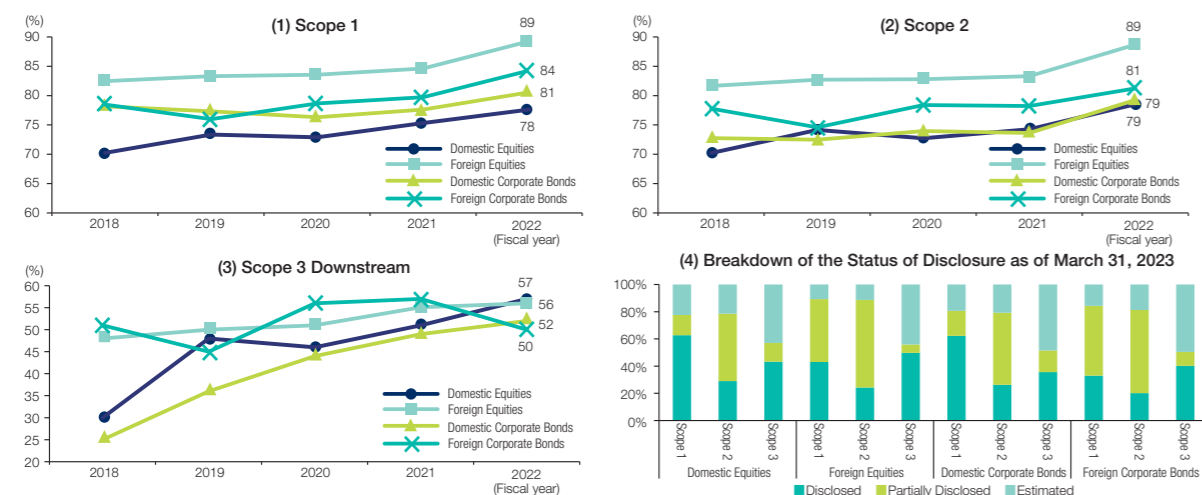 (1) Scope 1
(%)
90
85
80
75
70
65
60
89
84
81
78
Domestic Equities
Foreign Equities
Domestic Corporate Bonds
Foreign Corporate Bonds
2018 2019 2020 2021 2022
(Fiscal year)
(2) Scope 2
(%)
90
85
80
75
70
65
60
89
81
79
79
Domestic Equities
Foreign Equities
Domestic Corporate Bonds
Foreign Corporate Bonds
2018 2019 2020 2021 2022
(Fiscal year)
(3) Scope 3 Downstream
(%)
60
55
50
45
40
35
30
25
20
57
56
52
50
Domestic Equities
Foreign Equities
Domestic Corporate Bonds
Foreign Corporate Bonds
2018 2019 2020 2021 2022
(Fiscal year)
(4) Breakdown of the Status of Disclosure as of March 31, 2023
100%
80%
60%
40%
20%
0%
Scope 1 Scope 2 Scope 3 Scope 1 Scope 2 Scope 3 Scope 1 Scope 2 Scope 3 Scope 1 Scope 2 Scope 3
Domestic Equities Foreign Equities Domestic Corporate Bonds Foreign Corporate Bonds
Disclosed Partially Disclosed Estimated